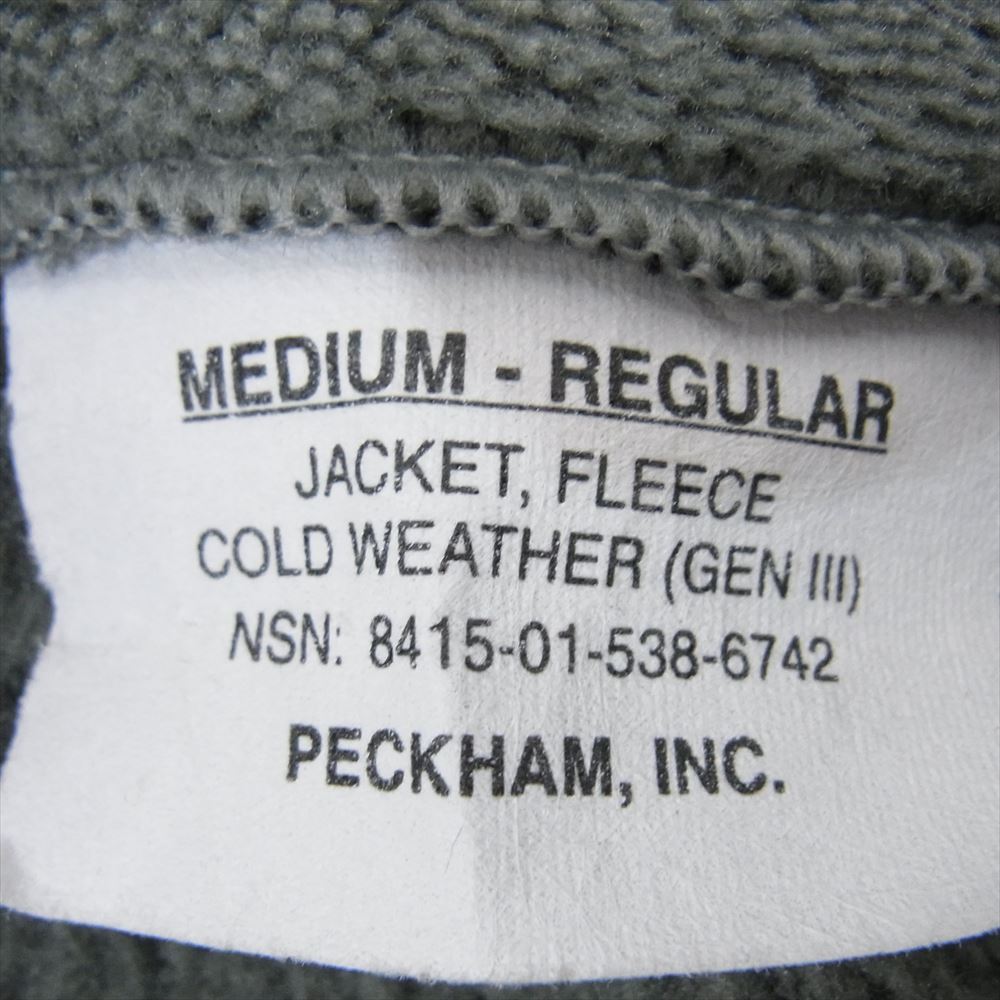 MEDIUM - REGULAR
JACKET, FLEECE
COLD WEATHER (GEN III)
NSN: 8415-01-538-6742
PECKHAM, INC.